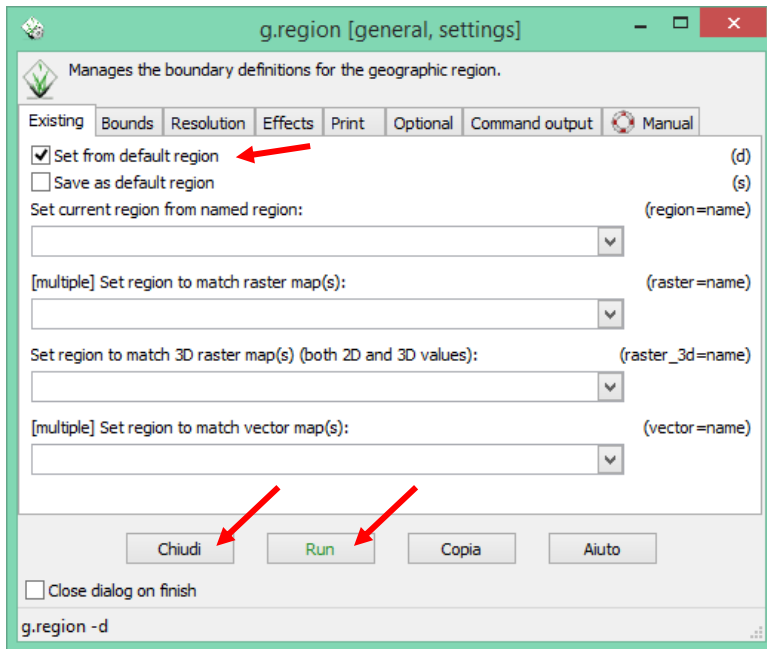 g.region [general, settings]
Manages the boundary definitions for the geographic region.
Existing Bounds Resolution Effects Print Optional Command output Manual
Set from default region (d)
Save as default region (s)
Set current region from named region: (region=name)
[multiple] Set region to match raster map(s): (raster=name)
Set region to match 3D raster map(s) (both 2D and 3D values): (raster_3d=name)
[multiple] Set region to match vector map(s): (vector=name)
Chiudi Run Copia Aiuto
Close dialog on finish
g.region -d